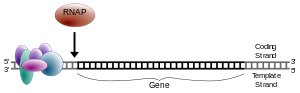 RNAP
Coding
Strand
5'
3'
3'
5'
Template
Strand
Gene